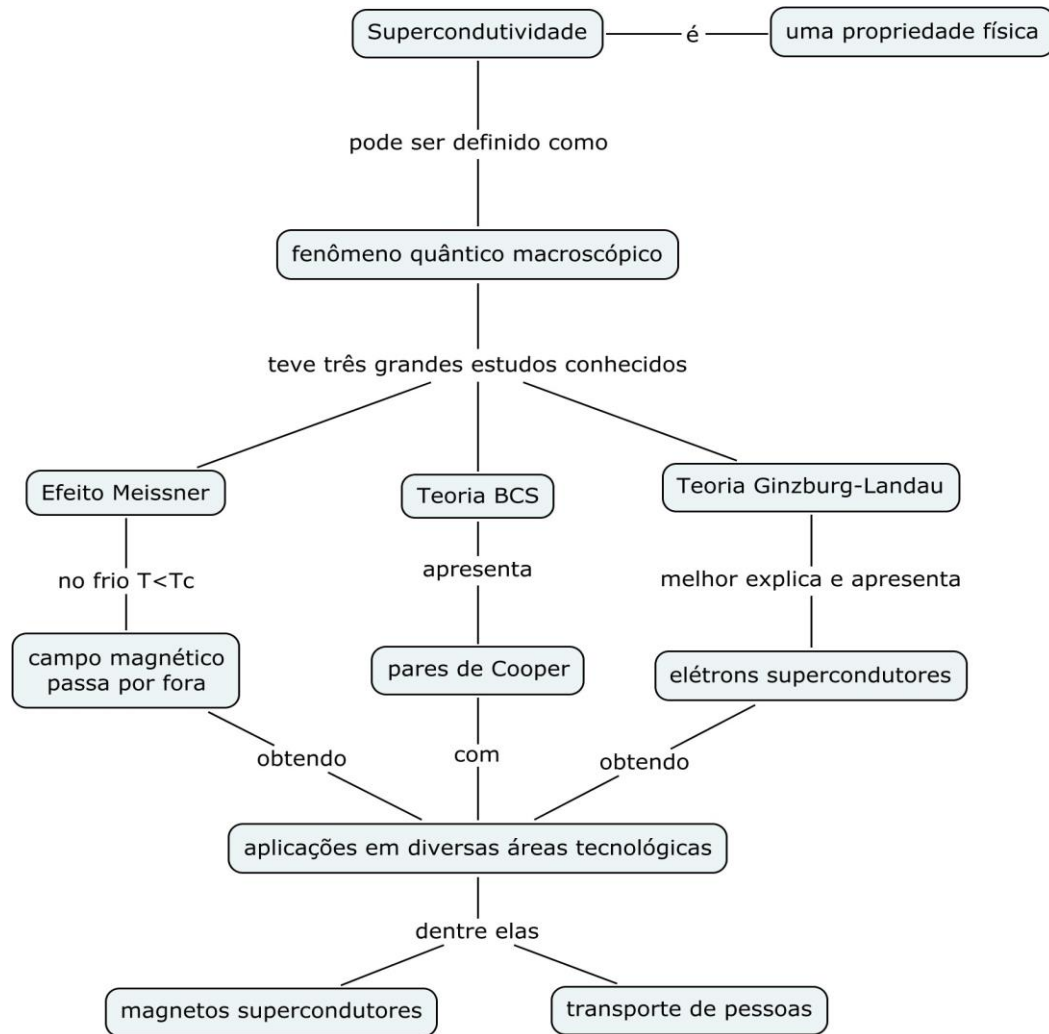 Supercondutividade
é
uma propriedade física
pode ser definido como
fenômeno quântico macroscópico
teve três grandes estudos conhecidos
Efeito Meissner
Teoria BCS
Teoria Ginzburg-Landau
no frio T<Tc
apresenta
melhor explica e apresenta
campo magnético
passa por fora
pares de Cooper
elétrons supercondutores
obtendo
com
obtendo
aplicações em diversas áreas tecnológicas
dentre elas
magnetos supercondutores
transporte de pessoas